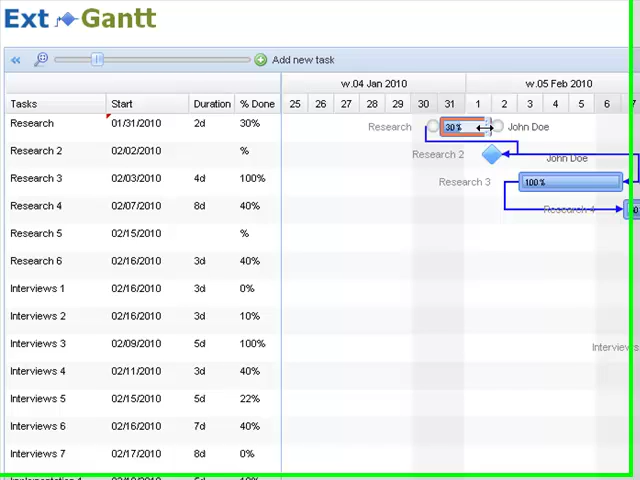 Ext Gantt
Add new task
w.04 Jan 2010 w.05 Feb 2010
Tasks Start Duration % Done 25 26 27 28 29 30 31 1 2 3 4 5 6 7
Research 01/31/2010 2d 30% Research 30% John Doe
Research 2 02/02/2010 % Research 2 John Doe
Research 3 02/03/2010 4d 100% Research 3 100%
Research 4 02/07/2010 8d 40% Research 4
Research 5 02/15/2010 %
Research 6 02/16/2010 3d 40%
Interviews 1 02/16/2010 3d 0%
Interviews 2 02/16/2010 3d 10%
Interviews 3 02/09/2010 5d 100% Interviews
Interviews 4 02/11/2010 3d 40%
Interviews 5 02/15/2010 5d 22%
Interviews 6 02/16/2010 7d 40%
Interviews 7 02/17/2010 8d 0%